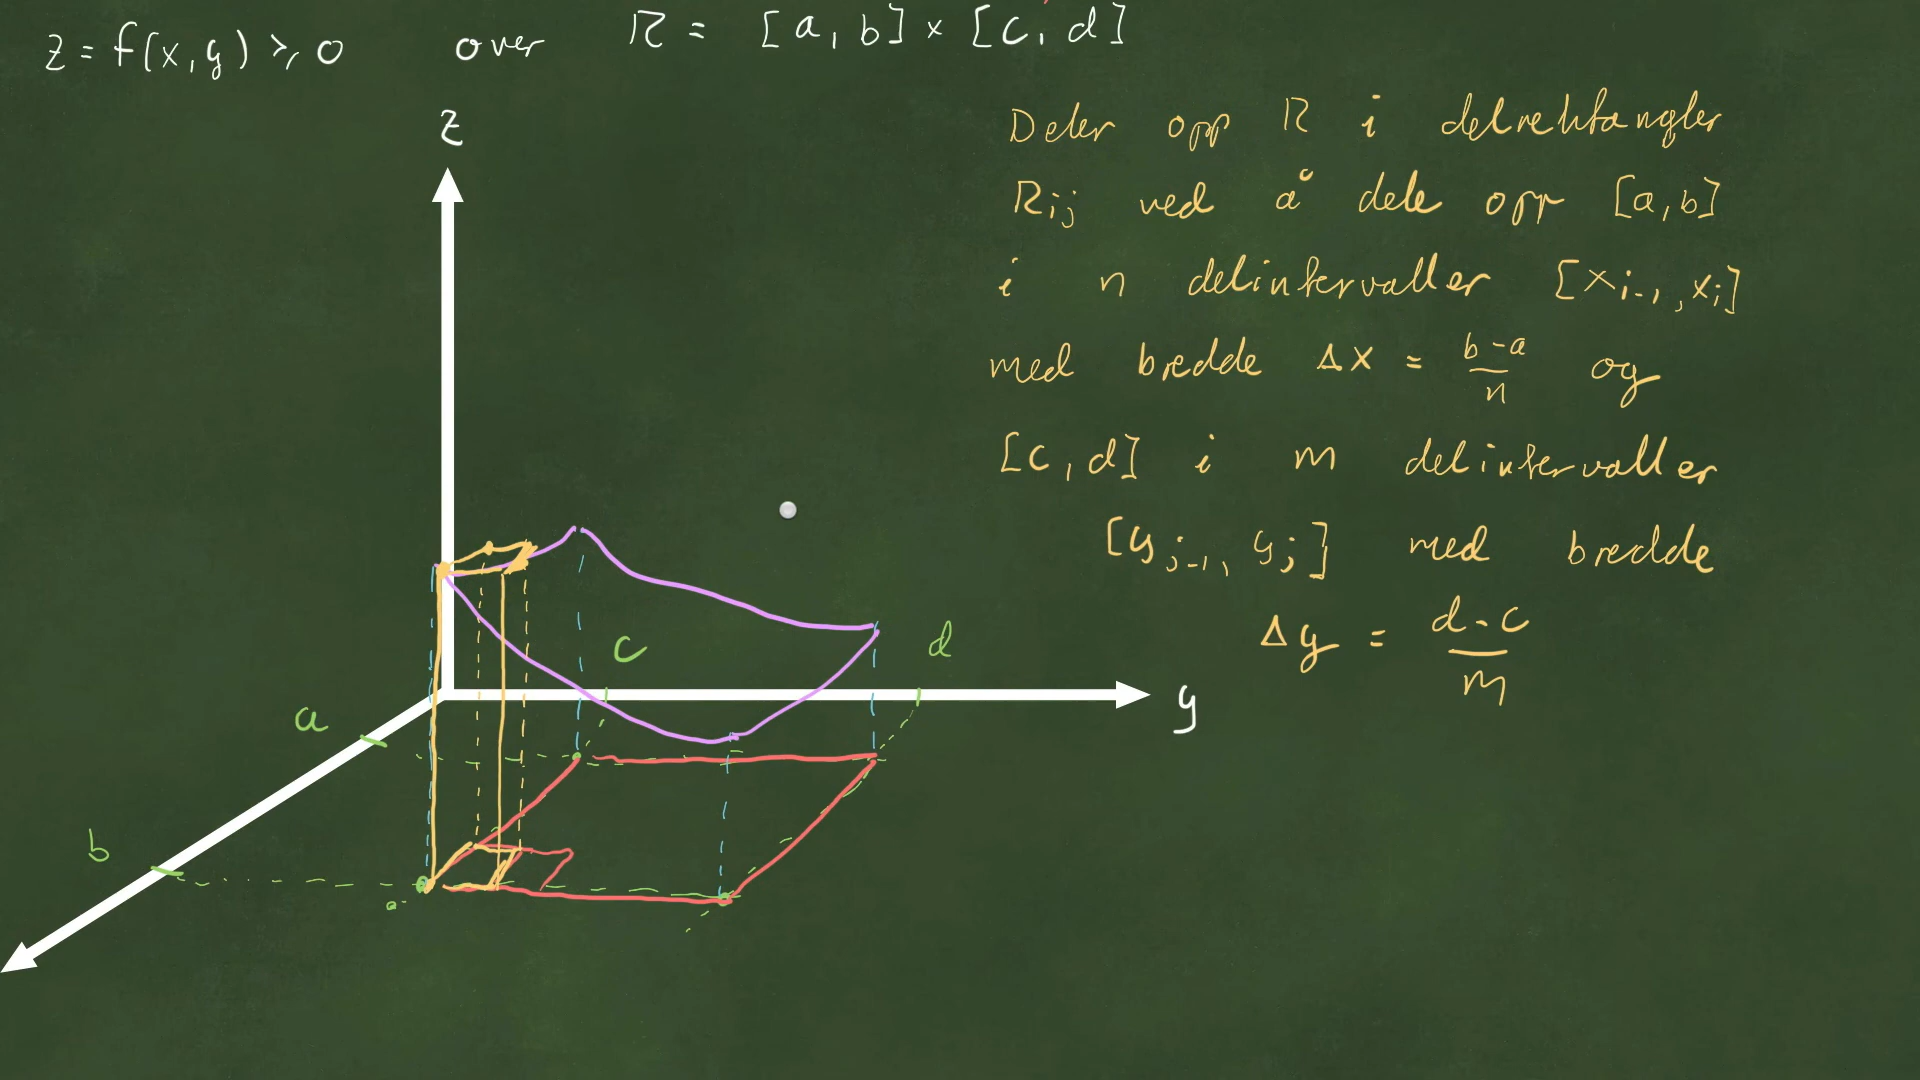 z = f(x,y) ⩾ 0 over R = [a,b] × [c,d]
Deler opp R i delrektangler
Rij ved å dele opp [a,b]
i n delintervaller [xi-1, xi]
med bredde Δx = b-a/n og
[c,d] i m delintervaller
[yj-1, yj] med bredde
Δy = d-c/m
z
c
d
y
a
b